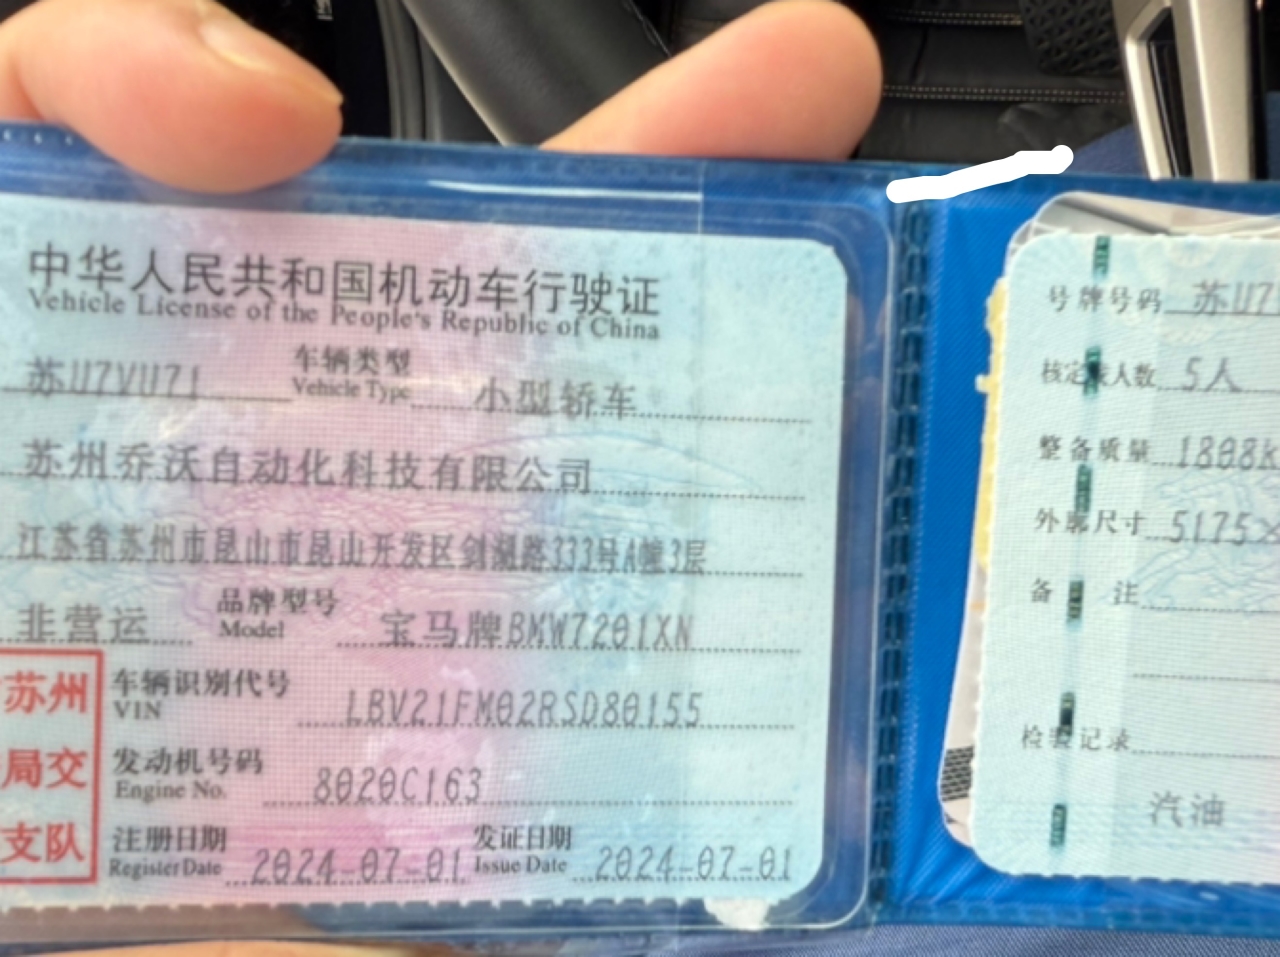 中华人民共和国机动车行驶证
Vehicle License of the People's Republic of China
苏U7VU71 车辆类型 小型轿车
Vehicle Type
苏州乔沃自动化科技有限公司
江苏省苏州市昆山市昆山开发区剑湖路333号A幢3层
非营运 品牌型号 宝马牌BMW7201XN
Model
苏州
车辆识别代号 LBV21FM02RSD80155
VIN
局交
发动机号码 8020C163
Engine No.
支队
注册日期 2024-07-01 发证日期 2024-07-01
Register Date Issue Date
号牌号码 苏U7
核定载人数 5人
整备质量 1808k
外廓尺寸 5175×
备 注
检验记录
汽油